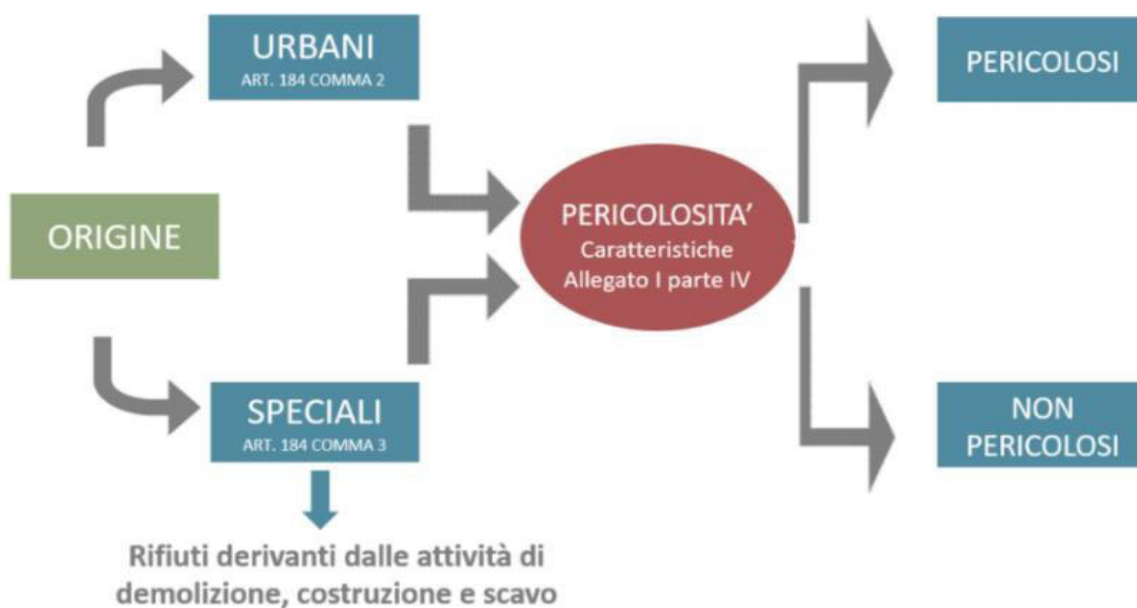 URBANI
ART. 184 COMMA 2
PERICOLOSI
ORIGINE
PERICOLOSITA'
Caratteristiche
Allegato I parte IV
SPECIALI
ART. 184 COMMA 3
NON
PERICOLOSI
Rifiuti derivanti dalle attività di
demolizione, costruzione e scavo